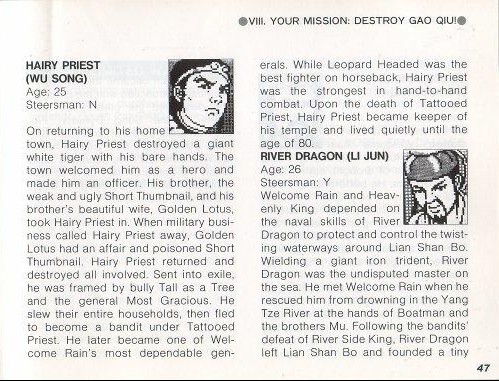 ●VIII. YOUR MISSION: DESTROY GAO QIU!●
HAIRY PRIEST
(WU SONG)
Age: 25
Steersman: N
On returning to his home
town, Hairy Priest destroyed a giant
white tiger with his bare hands. The
town welcomed him as a hero and
made him an officer. His brother, the
weak and ugly Short Thumbnail, and his
brother's beautiful wife, Golden Lotus,
took Hairy Priest in. When military busi-
ness called Hairy Priest away, Golden
Lotus had an affair and poisoned Short
Thumbnail. Hairy Priest returned and
destroyed all involved. Sent into exile,
he was framed by bully Tall as a Tree
and the general Most Gracious. He
slew their entire households, then fled
to become a bandit under Tattooed
Priest. He later became one of Wel-
come Rain's most dependable gen-
erals. While Leopard Headed was the
best fighter on horseback, Hairy Priest
was the strongest in hand-to-hand
combat. Upon the death of Tattooed
Priest, Hairy Priest became keeper of
his temple and lived quietly until the
age of 80.
RIVER DRAGON (LI JUN)
Age: 26
Steersman: Y
Welcome Rain and Heav-
enly King depended on
the naval skills of River
Dragon to protect and control the twist-
ing waterways around Lian Shan Bo.
Wielding a giant iron trident, River
Dragon was the undisputed master on
the sea. He met Welcome Rain when he
rescued him from drowning in the Yang
Tze River at the hands of Boatman and
the brothers Mu. Following the bandits'
defeat of River Side King, River Dragon
left Lian Shan Bo and founded a tiny
47